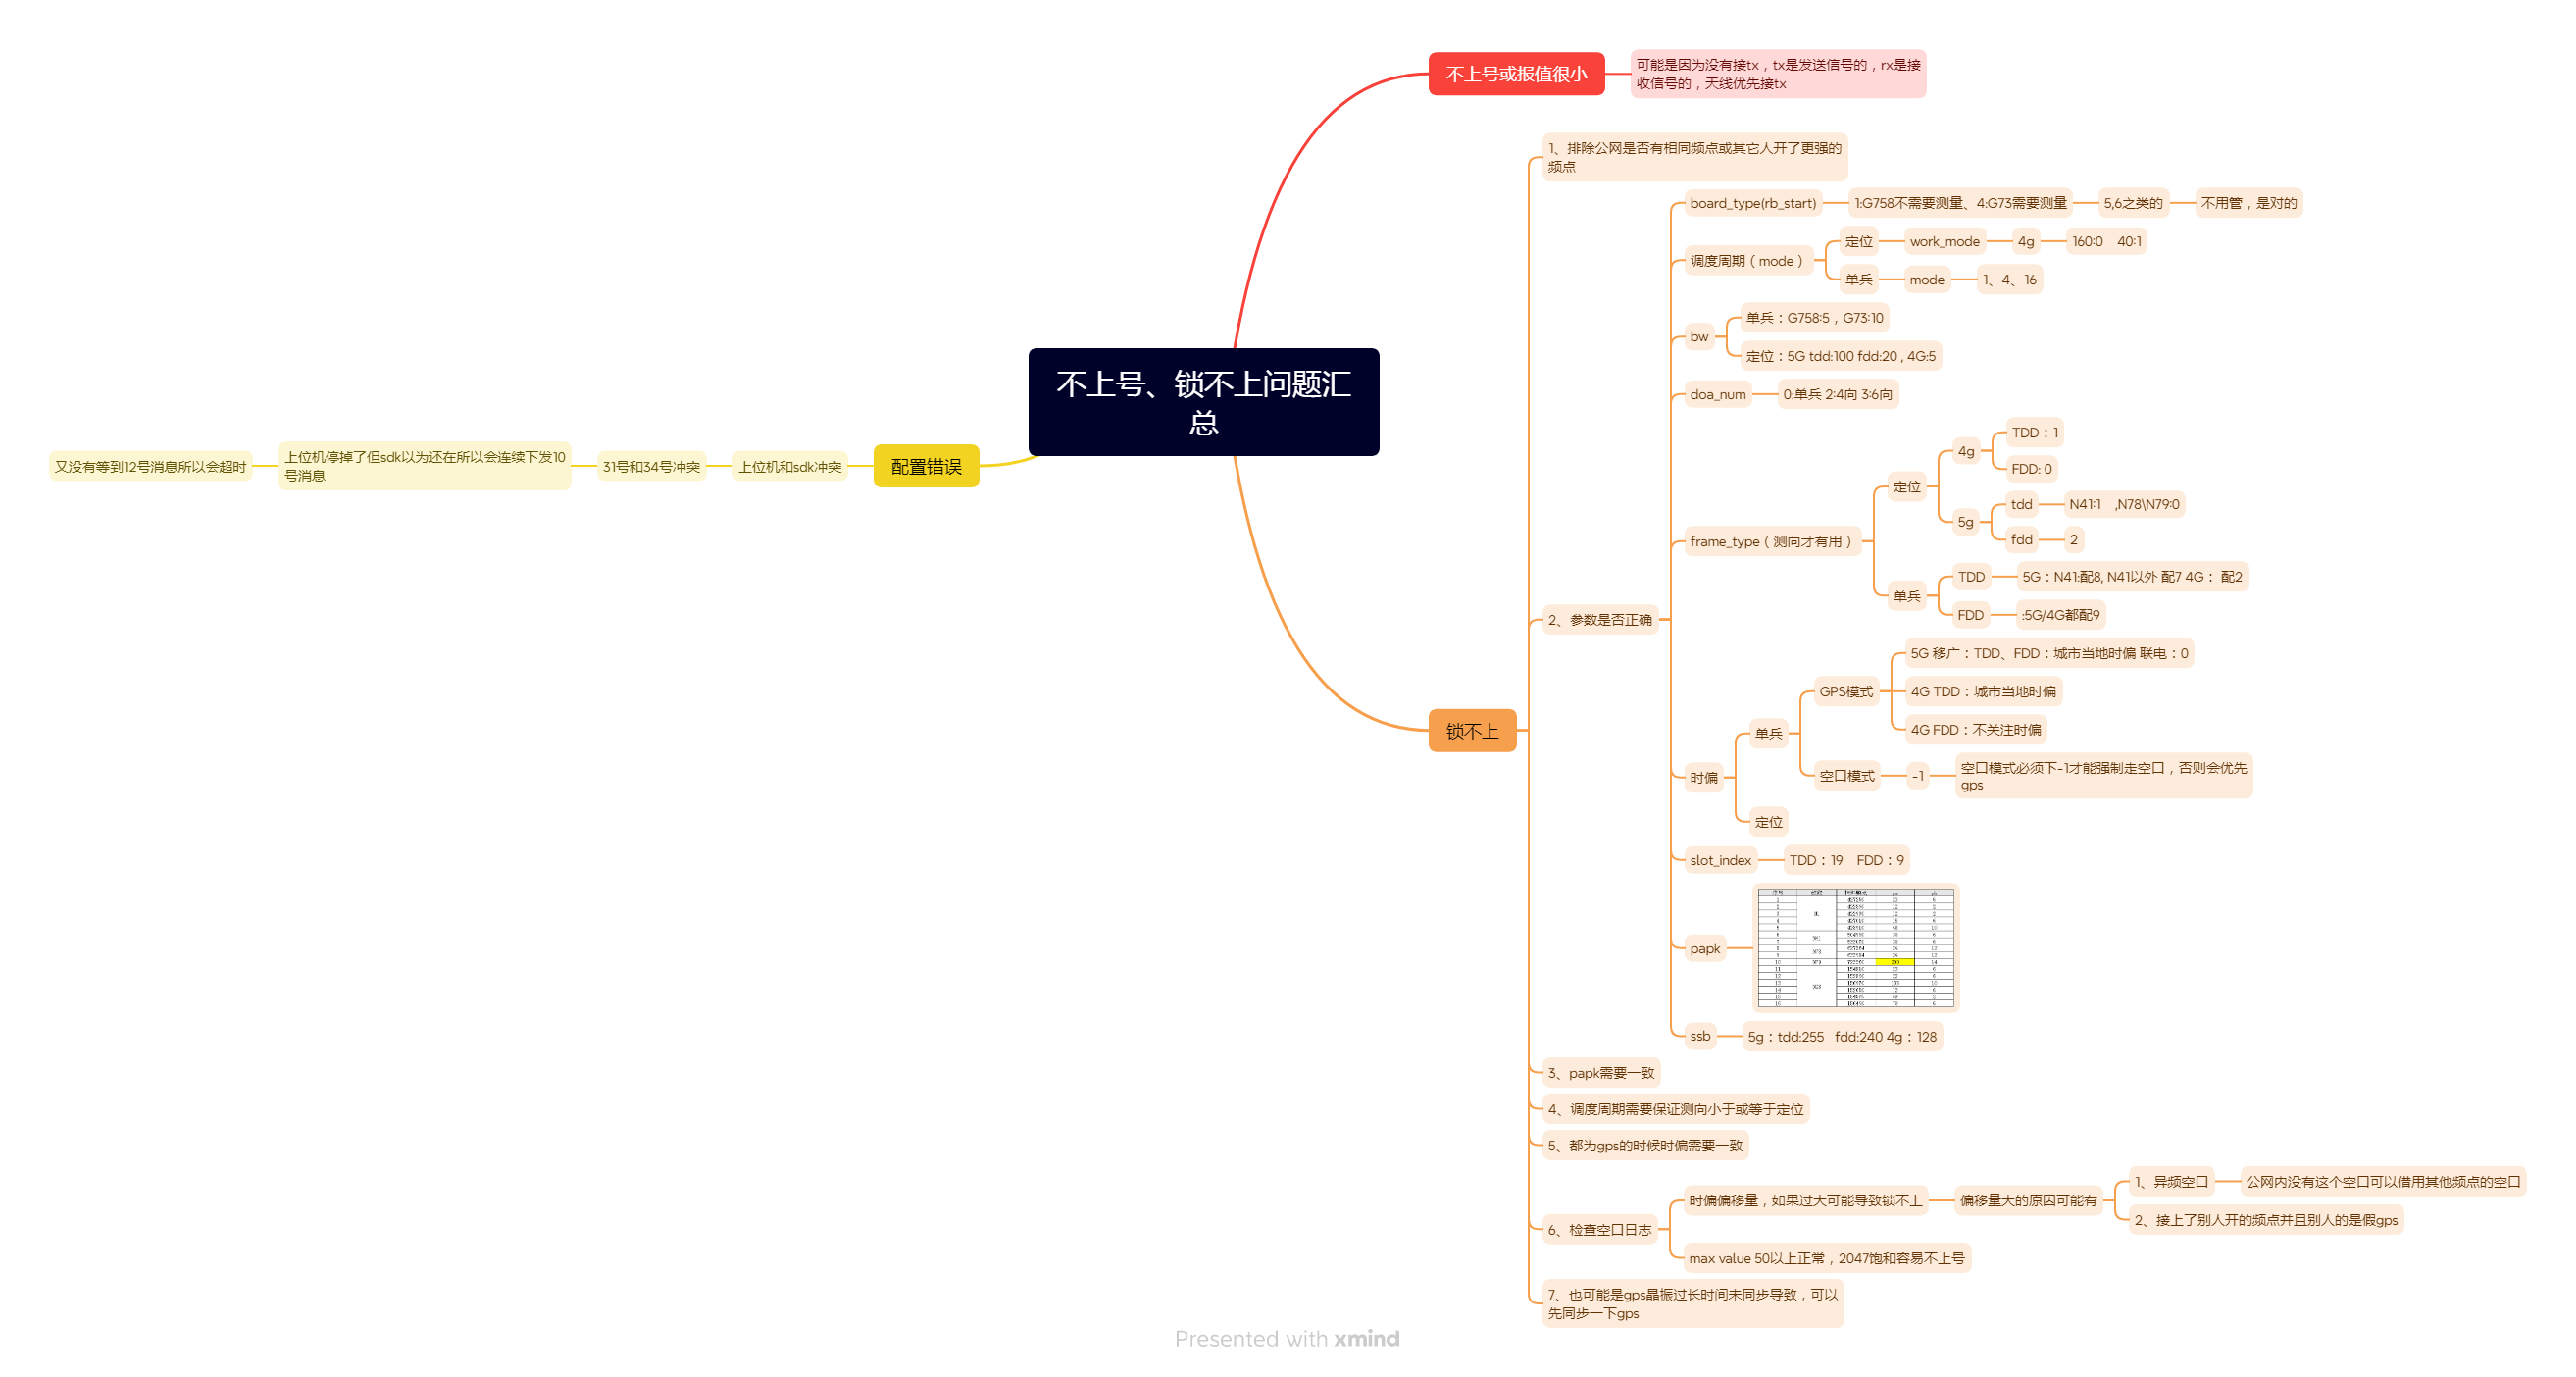 不上号、锁不上问题汇
总
不上号或报值很小
可能是因为没有接tx，tx是发送信号的，rx是接
收信号的，天线优先接tx
锁不上
1、排除公网是否有相同频点或其它人开了更强的
频点
2、参数是否正确
board_type(rb_start)
1:G758不需要测量、4:G73需要测量
5,6之类的
不用管，是对的
调度周期（mode）
定位
work_mode
4g
160:0 40:1
单兵
mode
1、4、16
bw
单兵：G758:5，G73:10
定位：5G tdd:100 fdd:20 , 4G:5
doa_num
0:单兵 2:4向 3:6向
frame_type（测向才有用）
定位
4g
TDD：1
FDD: 0
5g
tdd
N41:1 ,N78\N79:0
fdd
2
单兵
TDD
5G：N41:配8, N41以外 配7 4G： 配2
FDD
:5G/4G都配9
时偏
单兵
GPS模式
5G 移广：TDD、FDD：城市当地时偏 联电：0
4G TDD：城市当地时偏
4G FDD：不关注时偏
空口模式
-1
空口模式必须下-1才能强制走空口，否则会优先
gps
定位
slot_index
TDD：19 FDD：9
papk
ssb
5g：tdd:255 fdd:240 4g：128
3、papk需要一致
4、调度周期需要保证测向小于或等于定位
5、都为gps的时候时偏需要一致
6、检查空口日志
时偏偏移量，如果过大可能导致锁不上
偏移量大的原因可能有
1、异频空口
公网内没有这个空口可以借用其他频点的空口
2、接上了别人开的频点并且别人的是假gps
max value 50以上正常，2047饱和容易不上号
7、也可能是gps晶振过长时间未同步导致，可以
先同步一下gps
配置错误
上位机和sdk冲突
31号和34号冲突
上位机停掉了但sdk以为还在所以会连续下发10
号消息
又没有等到12号消息所以会超时
Presented with xmind